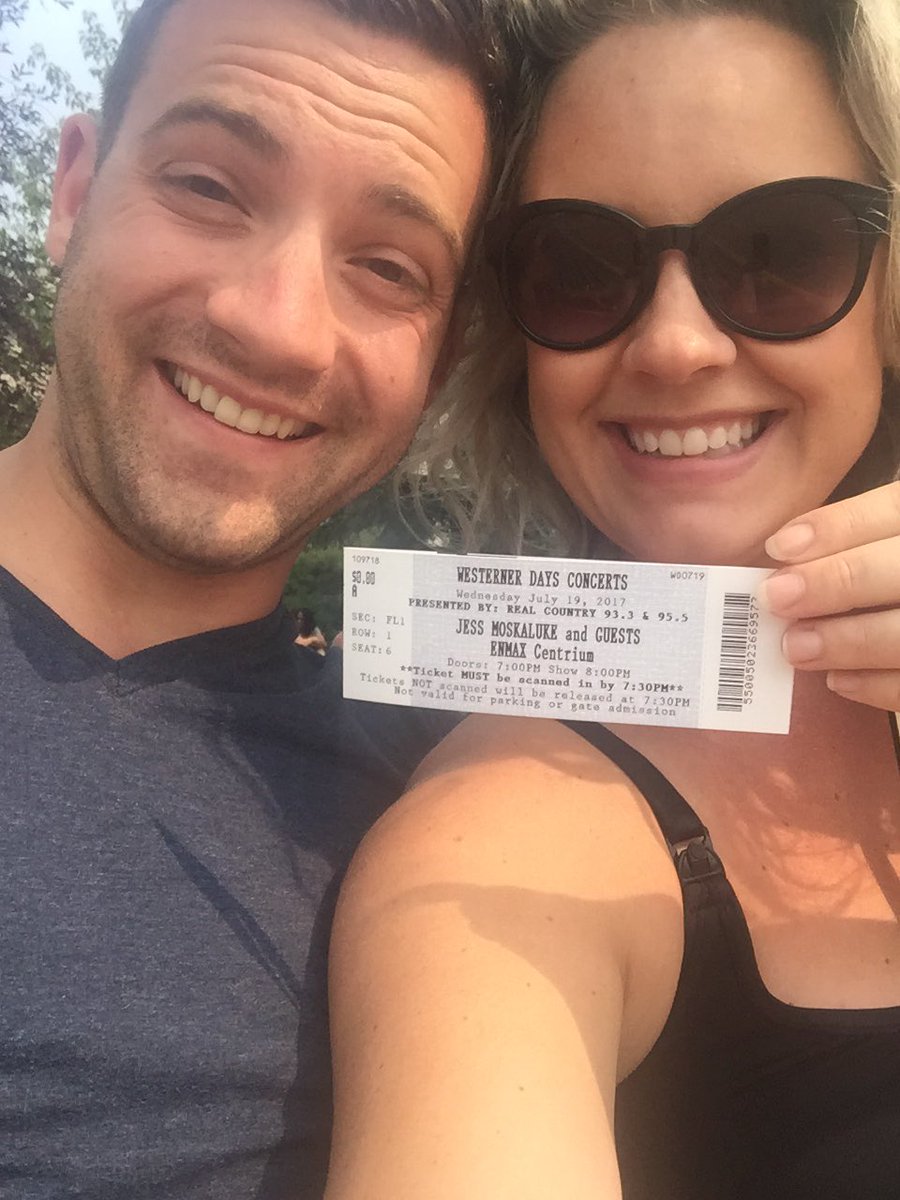 109718
$0.00
A
SEC: FL1
ROW: 1
SEAT: 6
WESTERNER DAYS CONCERTS
Wednesday July 19, 2017
PRESENTED BY: REAL COUNTRY 93.3 & 95.5
JESS MOSKALUKE and GUESTS
ENMAX Centrium
Doors: 7:00PM Show 8:00PM
**Ticket MUST be scanned in by 7:30PM**
Tickets NOT scanned will be released at 7:30PM
Not valid for parking or gate admission
WDO719